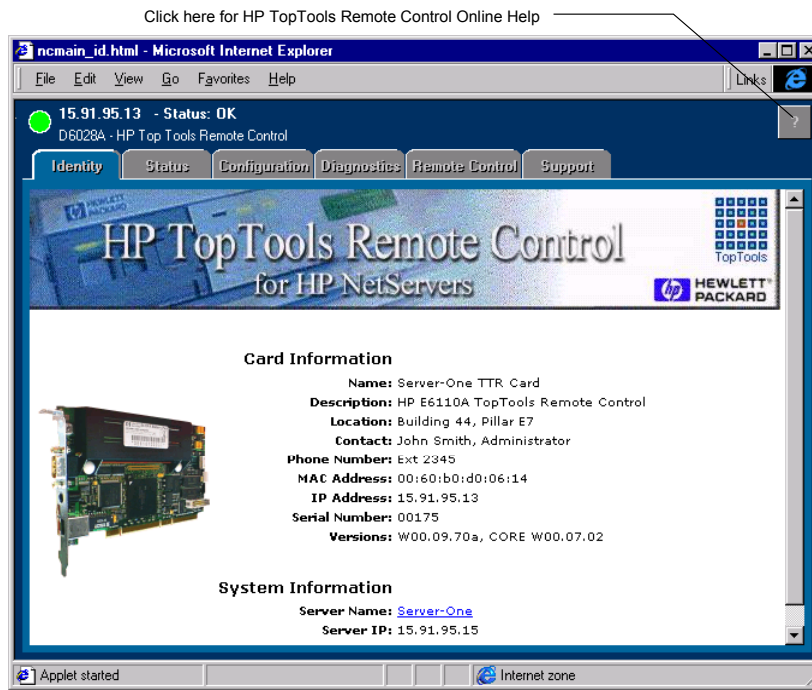 Click here for HP TopTools Remote Control Online Help
ncmain_id.html - Microsoft Internet Explorer
File Edit View Go Favorites Help
Links
15.91.95.13 - Status: OK
?
D6028A - HP Top Tools Remote Control
Identity Status Configuration Diagnostics Remote Control Support
HP TopTools Remote Control
for HP NetServers
TopTools
hp HEWLETT
PACKARD
Card Information
Name: Server-One TTR Card
Description: HP E6110A TopTools Remote Control
Location: Building 44, Pillar E7
Contact: John Smith, Administrator
Phone Number: Ext 2345
MAC Address: 00:60:b0:d0:06:14
IP Address: 15.91.95.13
Serial Number: 00175
Versions: W00.09.70a, CORE W00.07.02
System Information
Server Name: Server-One
Server IP: 15.91.95.15
Applet started
Internet zone